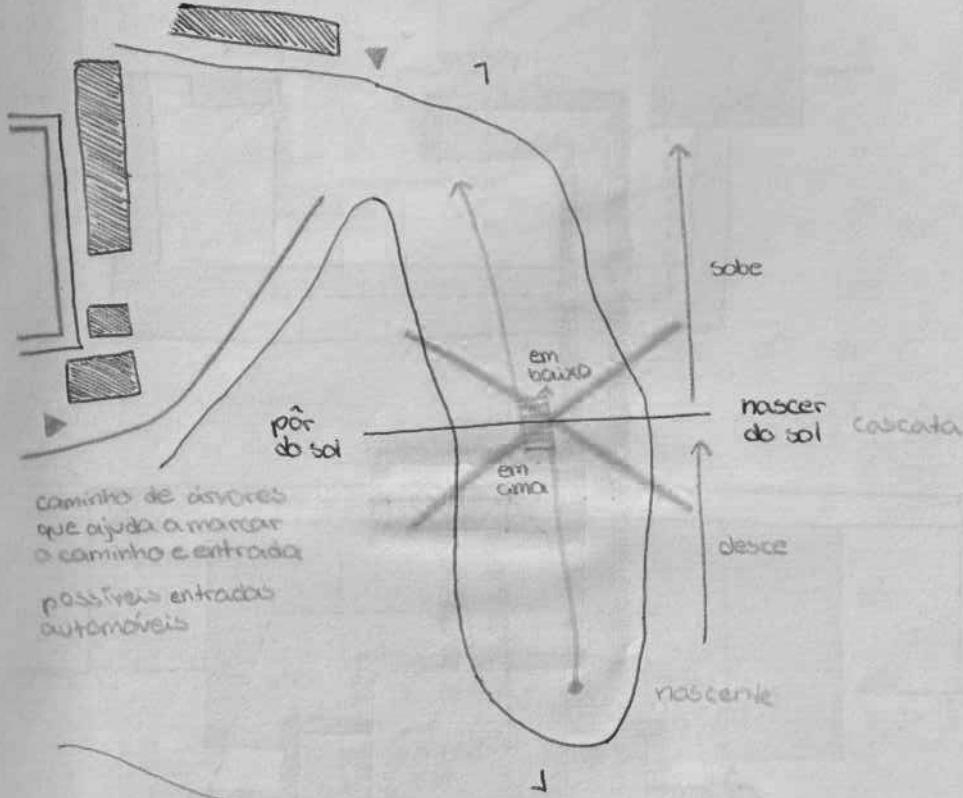 sobe
em
baixo
pôr
do sol
nascer
do sol
cascata
em
cima
caminho de árvores
que ajuda a marcar
o caminho e entrada
possíveis entradas
automóveis
desce
nascente